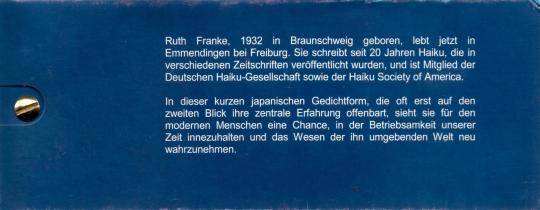 Ruth Franke, 1932 in Braunschweig geboren, lebt jetzt in
Emmendingen bei Freiburg. Sie schreibt seit 20 Jahren Haiku, die in
verschiedenen Zeitschriften veröffentlicht wurden, und ist Mitglied der
Deutschen Haiku-Gesellschaft sowie der Haiku Society of America.
In dieser kurzen japanischen Gedichtform, die oft erst auf den
zweiten Blick ihre zentrale Erfahrung offenbart, sieht sie für den
modernen Menschen eine Chance, in der Betriebsamkeit unserer
Zeit innezuhalten und das Wesen der ihn umgebenden Welt neu
wahrzunehmen.